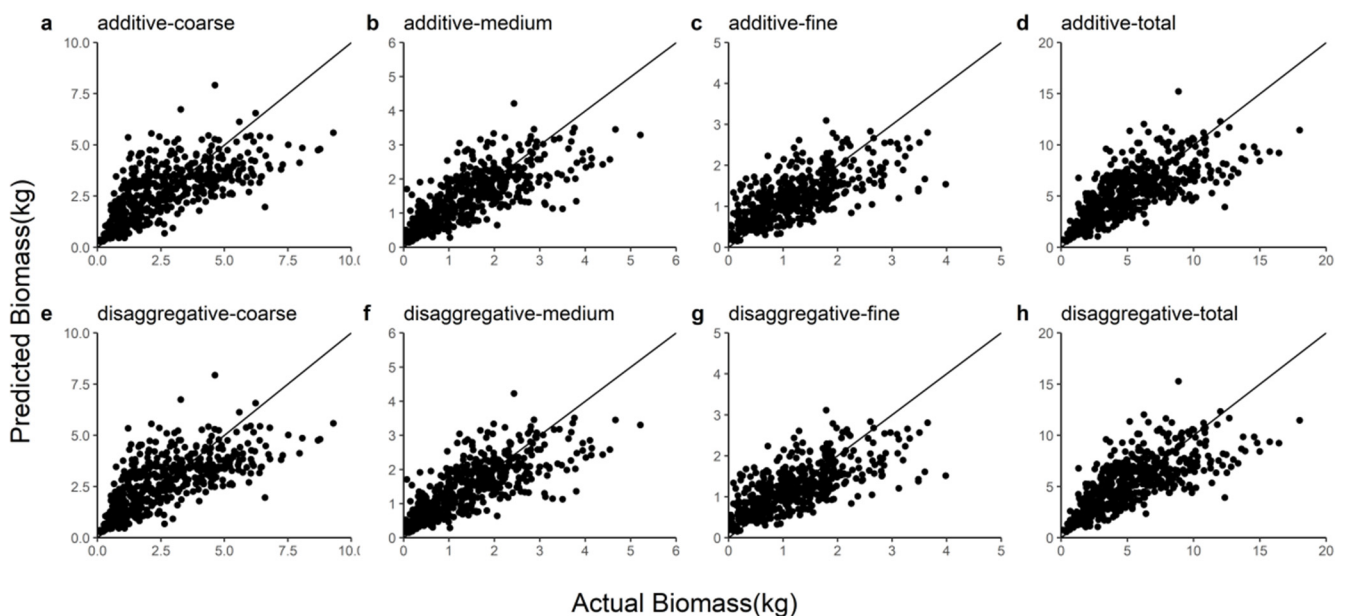 a additive-coarse b additive-medium c additive-fine d additive-total
10.0 6 5 20
5
7.5 4 15
4
3
5.0 3 10
2
2
2.5 5
1
1
0.0 0 0 0
0.0 2.5 5.0 7.5 10.0 0 1 2 3 4 5 6 0 1 2 3 4 5 0 5 10 15 20
Predicted Biomass(kg)
e disaggregative-coarse f disaggregative-medium g disaggregative-fine h disaggregative-total
10.0 6 5 20
5
7.5 4 15
4
3
5.0 3 10
2
2
2.5 5
1
1
0.0 0 0 0
0.0 2.5 5.0 7.5 10.0 0 1 2 3 4 5 6 0 1 2 3 4 5 0 5 10 15 20
Actual Biomass(kg)